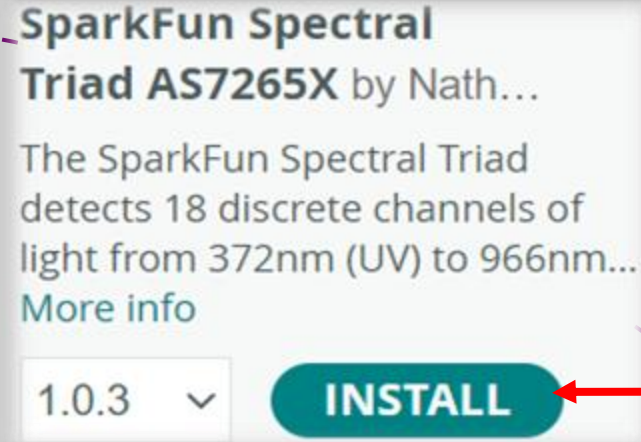 SparkFun Spectral
Triad AS7265X by Nath...
The SparkFun Spectral Triad
detects 18 discrete channels of
light from 372nm (UV) to 966nm...
More info
1.0.3
INSTALL